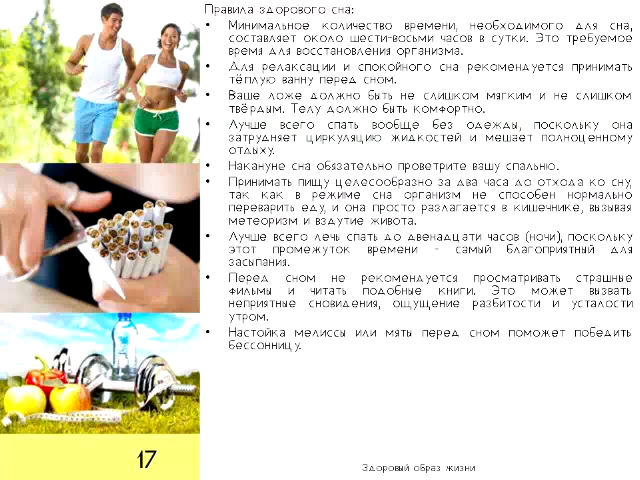 Правила здорового сна:
• Минимальное количество времени, необходимого для сна,
составляет около шести-восьми часов в сутки. Это требуемое
время для восстановления организма.
• Для релаксации и спокойного сна рекомендуется принимать
тёплую ванну перед сном.
• Ваше ложе должно быть не слишком мягким и не слишком
твёрдым. Телу должно быть комфортно.
• Лучше всего спать вообще без одежды, поскольку она
затрудняет циркуляцию жидкостей и мешает полноценному
отдыху.
• Накануне сна обязательно проветрите вашу спальню.
• Принимать пищу целесообразно за два часа до отхода ко сну,
так как в режиме сна организм не способен нормально
переварить еду, и она просто разлагается в кишечнике, вызывая
метеоризм и вздутие живота.
• Лучше всего лечь спать до двенадцати часов (ночи), поскольку
этот промежуток времени - самый благоприятный для
засыпания.
• Перед сном не рекомендуется просматривать страшные
фильмы и читать подобные книги. Это может вызвать
неприятные сновидения, ощущение разбитости и усталости
утром.
• Настойка мелиссы или мяты перед сном поможет победить
бессонницу.
17
Здоровый образ жизни